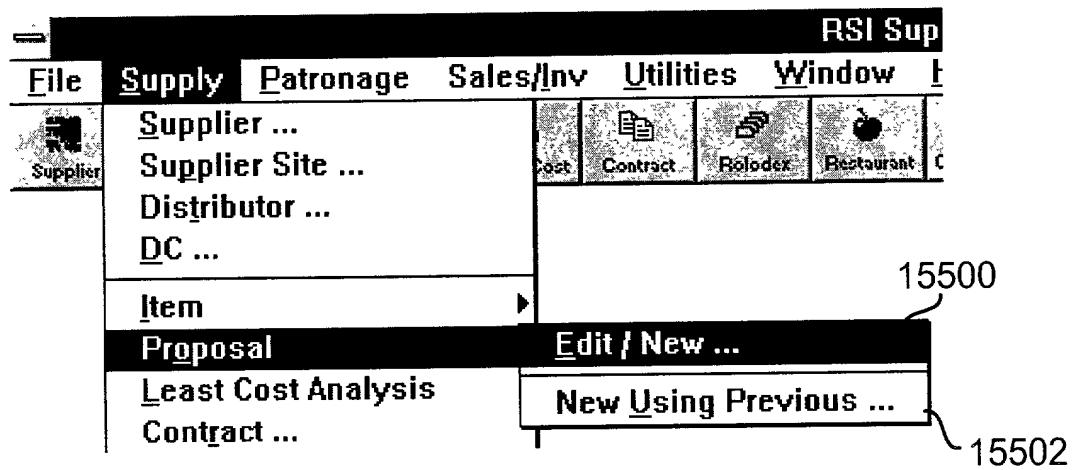 RSI Sup
File Supply Patronage Sales/Inv Utilities Window
Supplier Cost Contract Rolodex Restaurant
Supplier ...
Supplier Site ...
Distributor ...
DC ...
Item
Proposal
Least Cost Analysis
Contract ...
15500
Edit / New ...
New Using Previous ...
15502